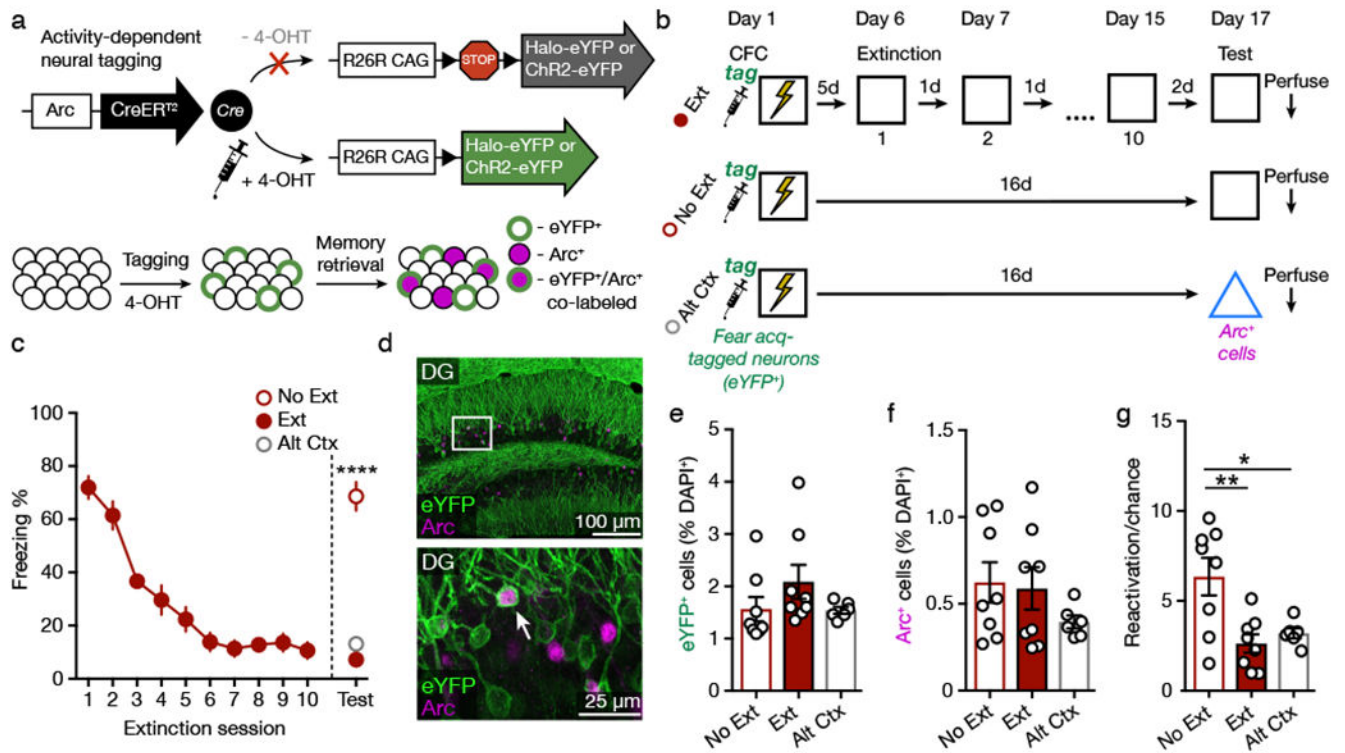 a
Activity-dependent
neural tagging
- 4-OHT
R26R CAG
STOP
Halo-eYFP or
ChR2-eYFP
Arc
CreERT2
Cre
+ 4-OHT
R26R CAG
Halo-eYFP or
ChR2-eYFP
Tagging
4-OHT
Memory
retrieval
- eYFP+
- Arc+
- eYFP+/Arc+
co-labeled
b
Day 1
Day 6
Day 7
Day 15
Day 17
CFC
Extinction
Test
Ext
tag
5d
1d
1d
....
2d
Perfuse
1
2
10
No Ext
tag
16d
Perfuse
Alt Ctx
tag
16d
Perfuse
Fear acq-
tagged neurons
(eYFP+)
Arc+
cells
c
No Ext
Ext
Alt Ctx
Freezing %
100
80
60
40
20
0
****
1 2 3 4 5 6 7 8 9 10 Test
Extinction session
d
DG
eYFP
Arc
100 µm
DG
eYFP
Arc
25 µm
e
eYFP+ cells (% DAPI+)
5
4
3
2
1
0
No Ext
Ext
Alt Ctx
f
Arc+ cells (% DAPI+)
1.5
1.0
0.5
0
No Ext
Ext
Alt Ctx
g
Reactivation/chance
15
10
5
0
*
**
No Ext
Ext
Alt Ctx